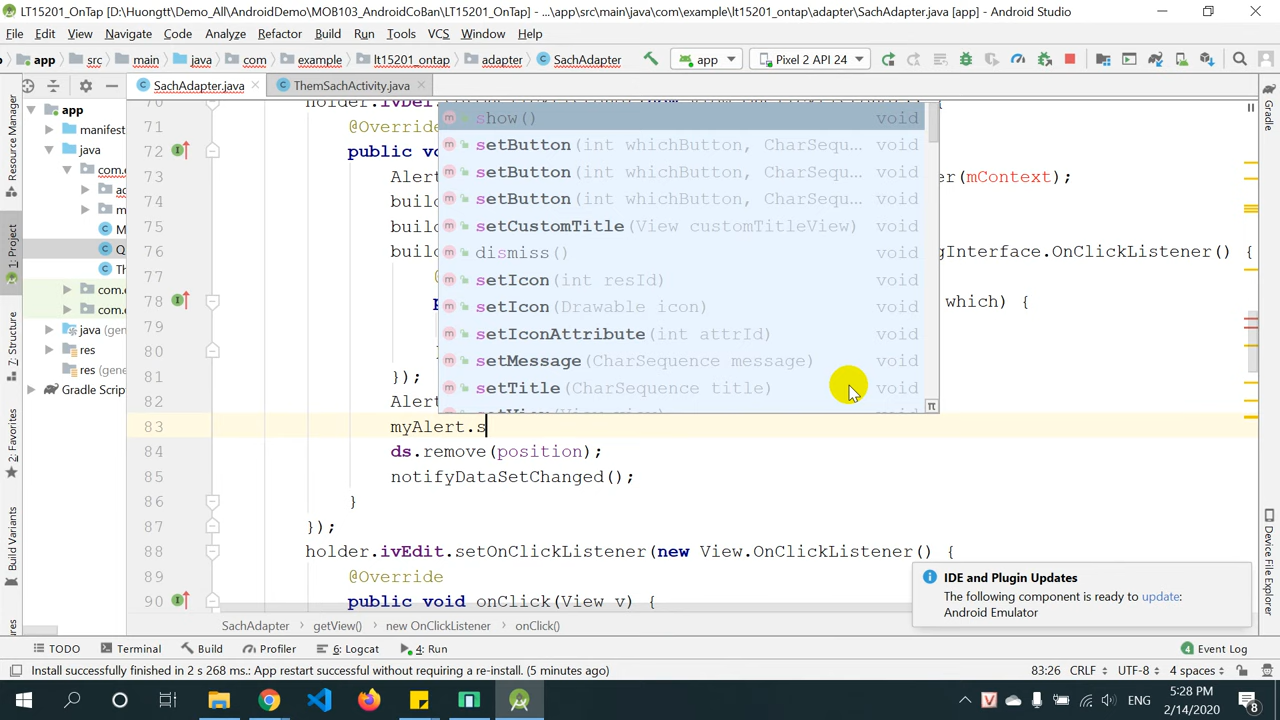 LT15201_OnTap [D:\Huongtt\Demo_All\AndroidDemo\MOB103_AndroidCoBan\LT15201_OnTap] - ...\app\src\main\java\com\example\lt15201_ontap\adapter\SachAdapter.java [app] - Android Studio
File Edit View Navigate Code Analyze Refactor Build Run Tools VCS Window Help
app src main java com example lt15201_ontap adapter SachAdapter app Pixel 2 API 24
SachAdapter.java ThemSachActivity.java
app
manifest
java
com.e
ac
m
M
Q
Th
com.e
com.e
java (gen
res
res (gene
Gradle Script
Resource Manager
1: Project
Z: Structure
2: Favorites
Build Variants
Gradle
Device File Explorer
71 @Override
72 public vo
73 Alert er(mContext);
74 buil
75 buil
76 buil gInterface.OnClickListener() {
77 @
78 p which) {
79
80
81 });
82 Alert
83 myAlert.s
84 ds.remove(position);
85 notifyDataSetChanged();
86 }
87 });
88 holder.ivEdit.setOnClickListener(new View.OnClickListener() {
89 @Override
90 public void onClick(View v) {
show() void
setButton(int whichButton, CharSequ... void
setButton(int whichButton, CharSequ... void
setButton(int whichButton, CharSequ... void
setCustomTitle(View customTitleView) void
dismiss() void
setIcon(int resId) void
setIcon(Drawable icon) void
setIconAttribute(int attrId) void
setMessage(CharSequence message) void
setTitle(CharSequence title) void
IDE and Plugin Updates
The following component is ready to update:
Android Emulator
SachAdapter getView() new OnClickListener onClick()
TODO Terminal Build Profiler 6: Logcat 4: Run 4 Event Log
Install successfully finished in 2 s 268 ms.: App restart successful without requiring a re-install. (5 minutes ago) 83:26 CRLF UTF-8 4 spaces
ENG 5:28 PM
2/14/2020 8